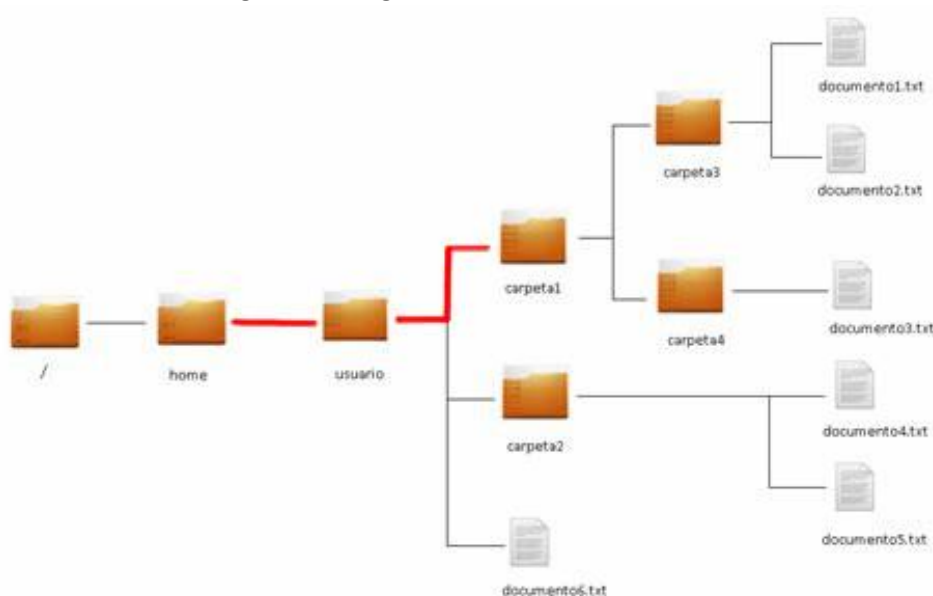 documento1.txt
carpeta3
documento2.txt
carpeta1
documento3.txt
carpeta4
/
home
usuario
documento4.txt
carpeta2
documento5.txt
documento6.txt